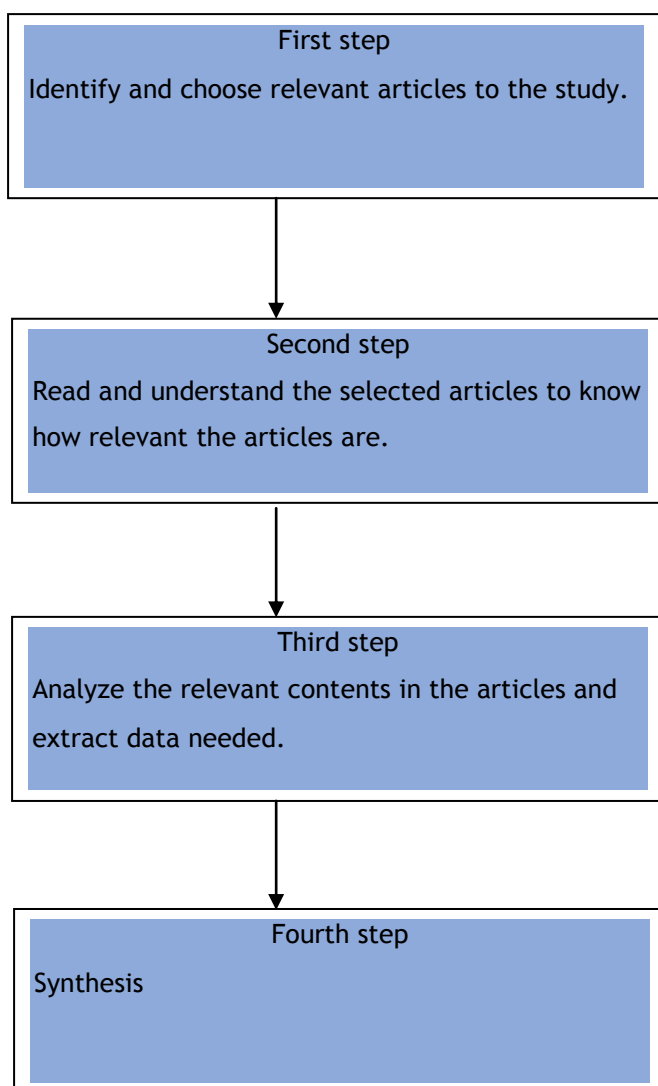 First step
Identify and choose relevant articles to the study.
Second step
Read and understand the selected articles to know
how relevant the articles are.
Third step
Analyze the relevant contents in the articles and
extract data needed.
Fourth step
Synthesis